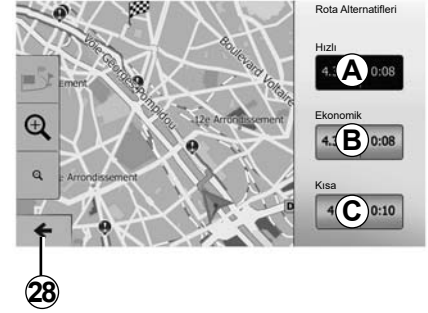 Rota Alternatifleri
Hızlı
A 0:08
Ekonomik
B 0:08
Kısa
C 0:10
Voie Georges Pompidou
Boulevard Voltaire
12e Arrondissement
Arrondissement
28